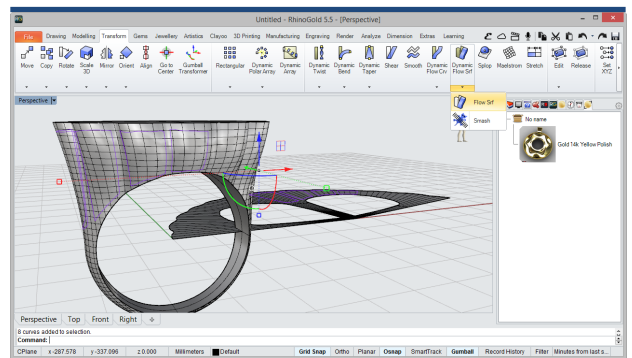 Untitled - RhinoGold 5.5 - [Perspective]
File Drawing Modelling Transform Gems Jewellery Artistica Clayoo 3D Printing Manufacturing Engraving Render Analyze Dimension Extras Learning
Move Copy Rotate Scale 3D Mirror Orient Align Go to Center Gumball Transformer Rectangular Dynamic Polar Array Dynamic Array Dynamic Twist Dynamic Bend Dynamic Taper Shear Smooth Dynamic Flow Crv Dynamic Flow Srf Splop Maelstrom Stretch Edit Release Set XYZ
Perspective
Flow Srf
Smash
No name
Gold 14k Yellow Polish
Perspective Top Front Right
8 curves added to selection.
Command:
CPlane x -287.578 y -337.096 z 0.000 Millimeters Default Grid Snap Ortho Planar Osnap SmartTrack Gumball Record History Filter Minutes from last s...